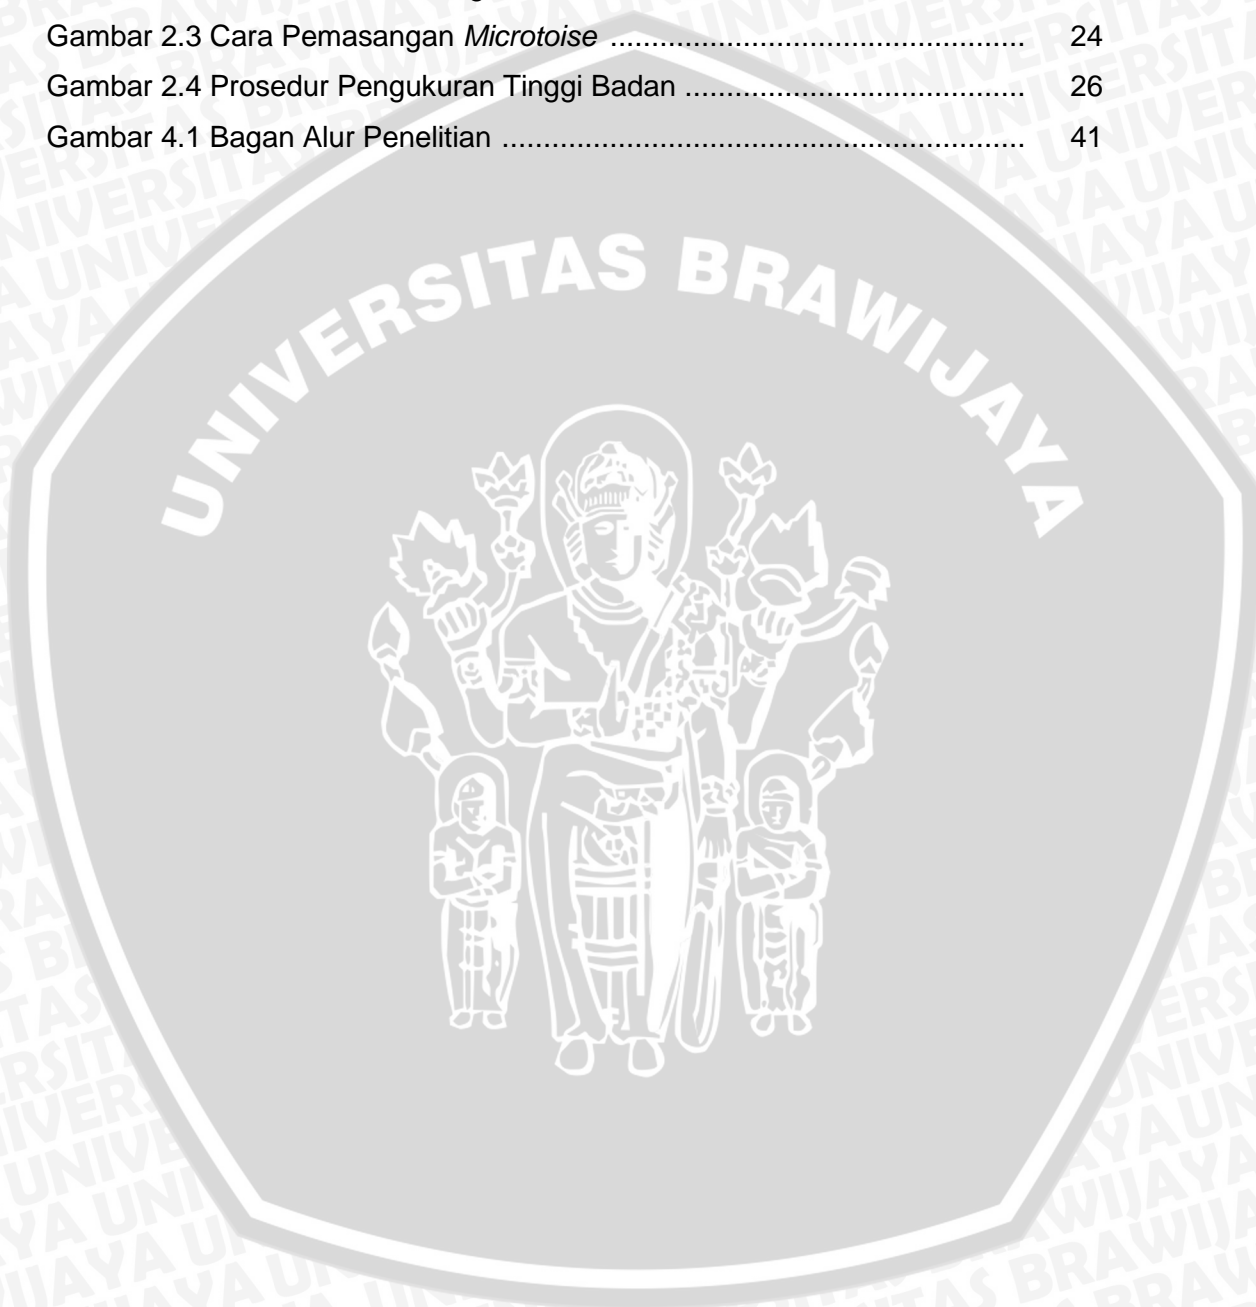 Gambar 2.3 Cara Pemasangan Microtoise .................................................. 24
Gambar 2.4 Prosedur Pengukuran Tinggi Badan ......................................... 26
Gambar 4.1 Bagan Alur Penelitian ............................................................... 41
UNIVERSITAS BRAWIJAYA